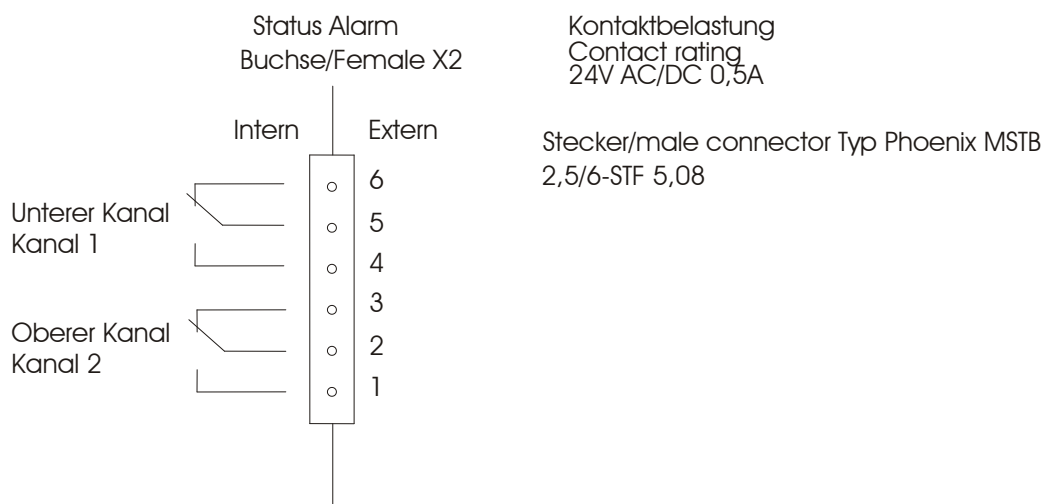 Status Alarm
Buchse/Female X2
Kontaktbelastung
Contact rating
24V AC/DC 0,5A
Intern
Extern
Stecker/male connector Typ Phoenix MSTB
2,5/6-STF 5,08
6
Unterer Kanal
5
Kanal 1
4
3
Oberer Kanal
2
Kanal 2
1